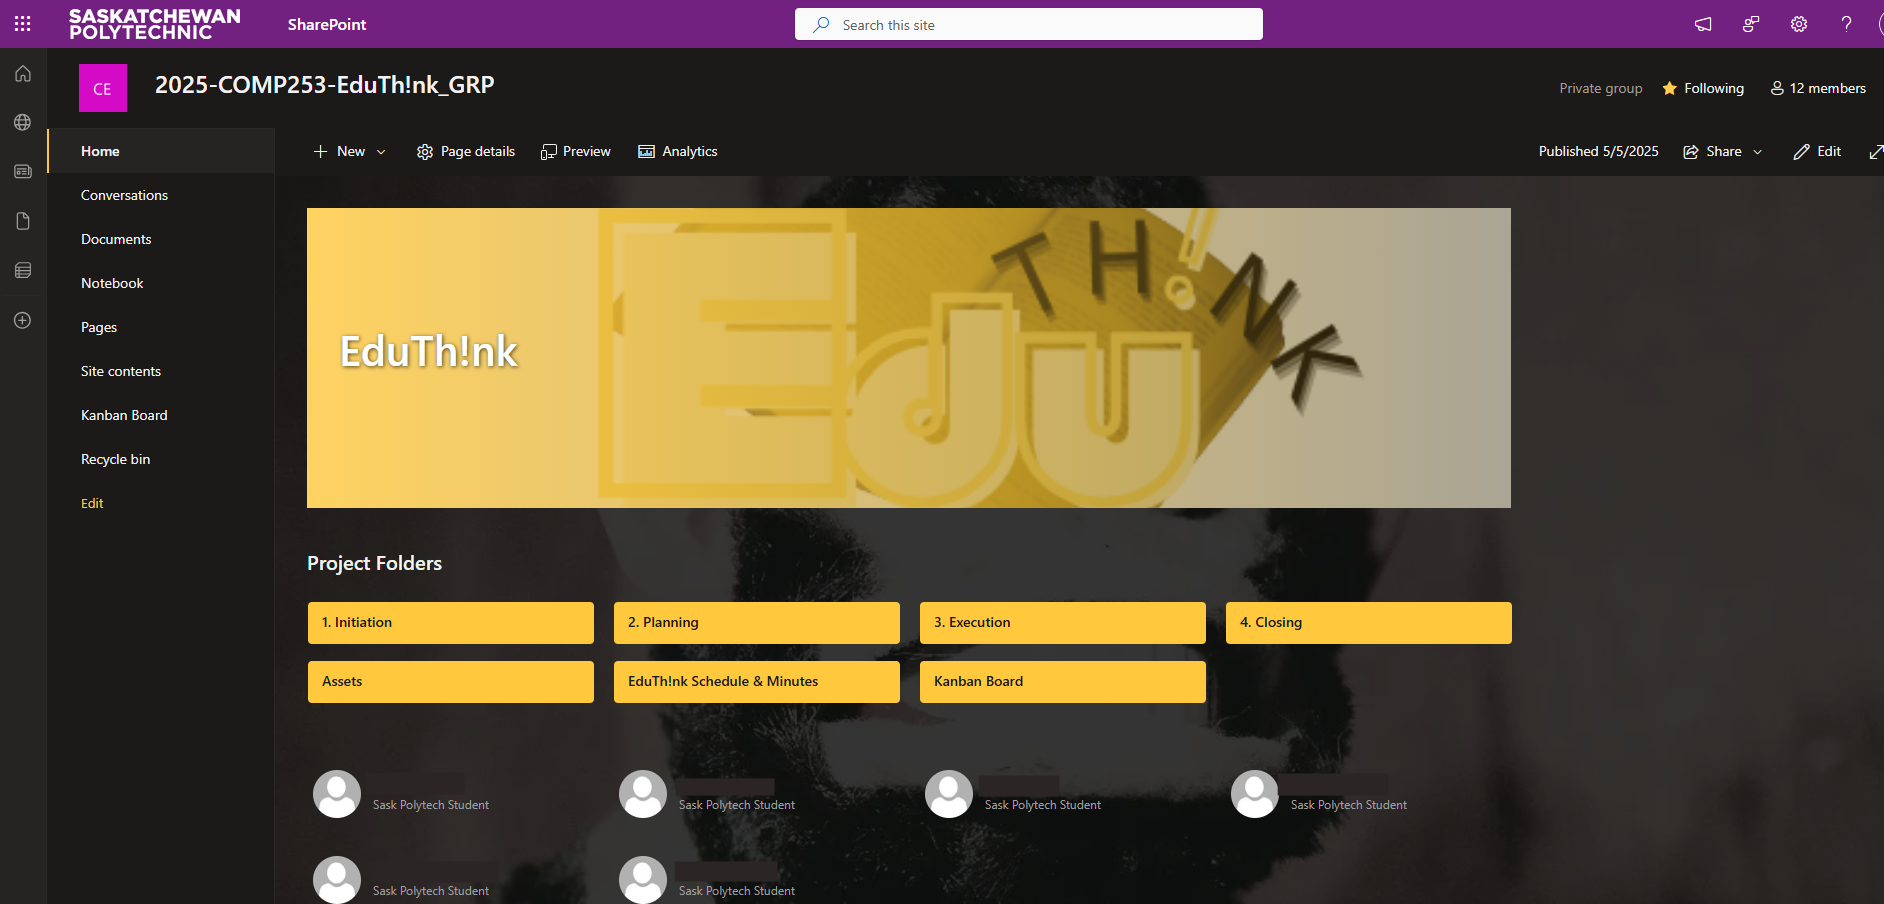 SASKATCHEWAN
POLYTECHNIC
SharePoint
Search this site
CE
2025-COMP253-EduTh!nk_GRP
Private group
Following
12 members
Home
Conversations
Documents
Notebook
Pages
Site contents
Kanban Board
Recycle bin
Edit
New
Page details
Preview
Analytics
Published 5/5/2025
Share
Edit
Edu TH!NK
EduTh!nk
Project Folders
1. Initiation
2. Planning
3. Execution
4. Closing
Assets
EduTh!nk Schedule & Minutes
Kanban Board
Sask Polytech Student
Sask Polytech Student
Sask Polytech Student
Sask Polytech Student
Sask Polytech Student
Sask Polytech Student